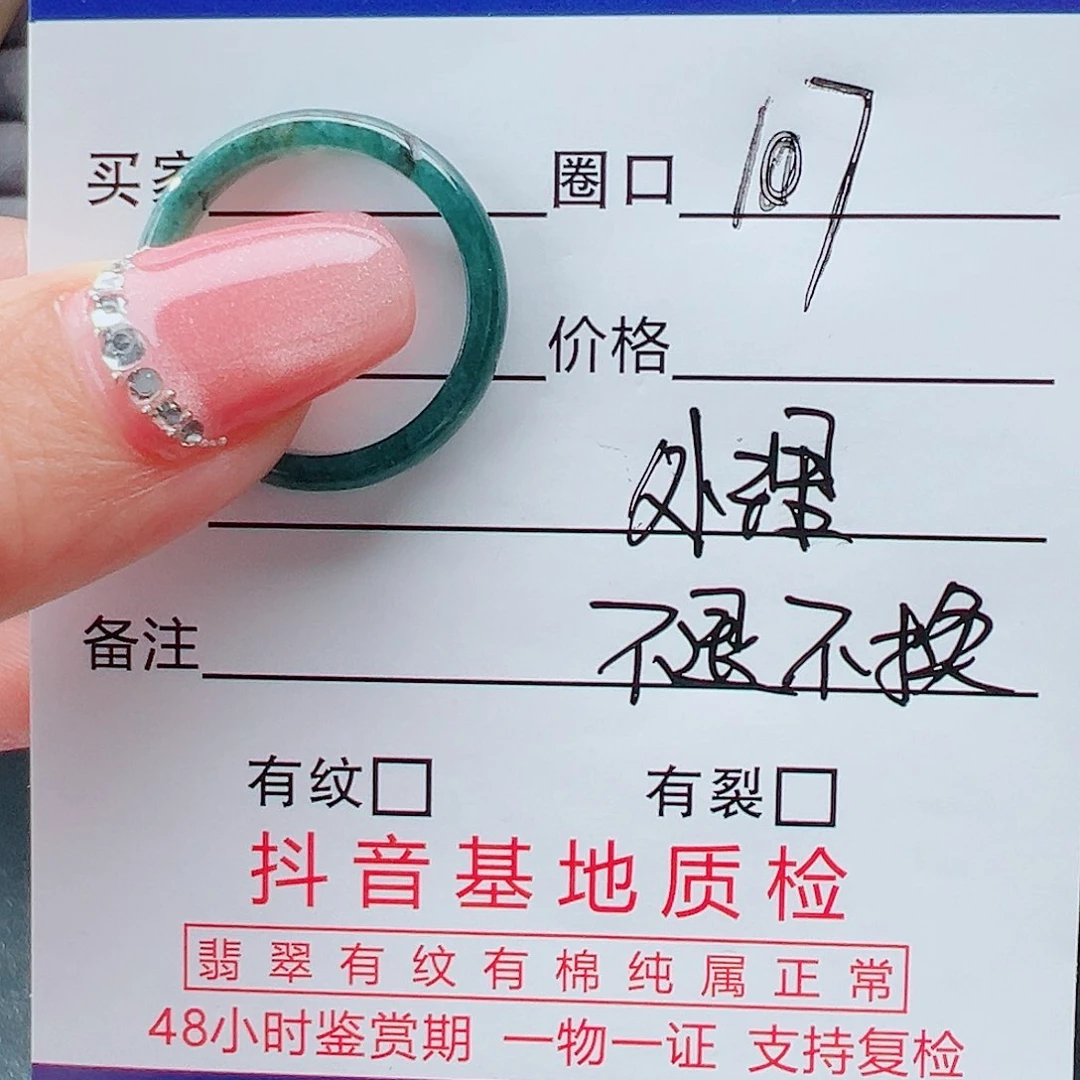 买家 圈口 107
价格
处理
备注 不退不换
有纹□ 有裂□
抖音基地质检
翡翠有纹有棉纯属正常
48小时鉴赏期 一物一证 支持复检